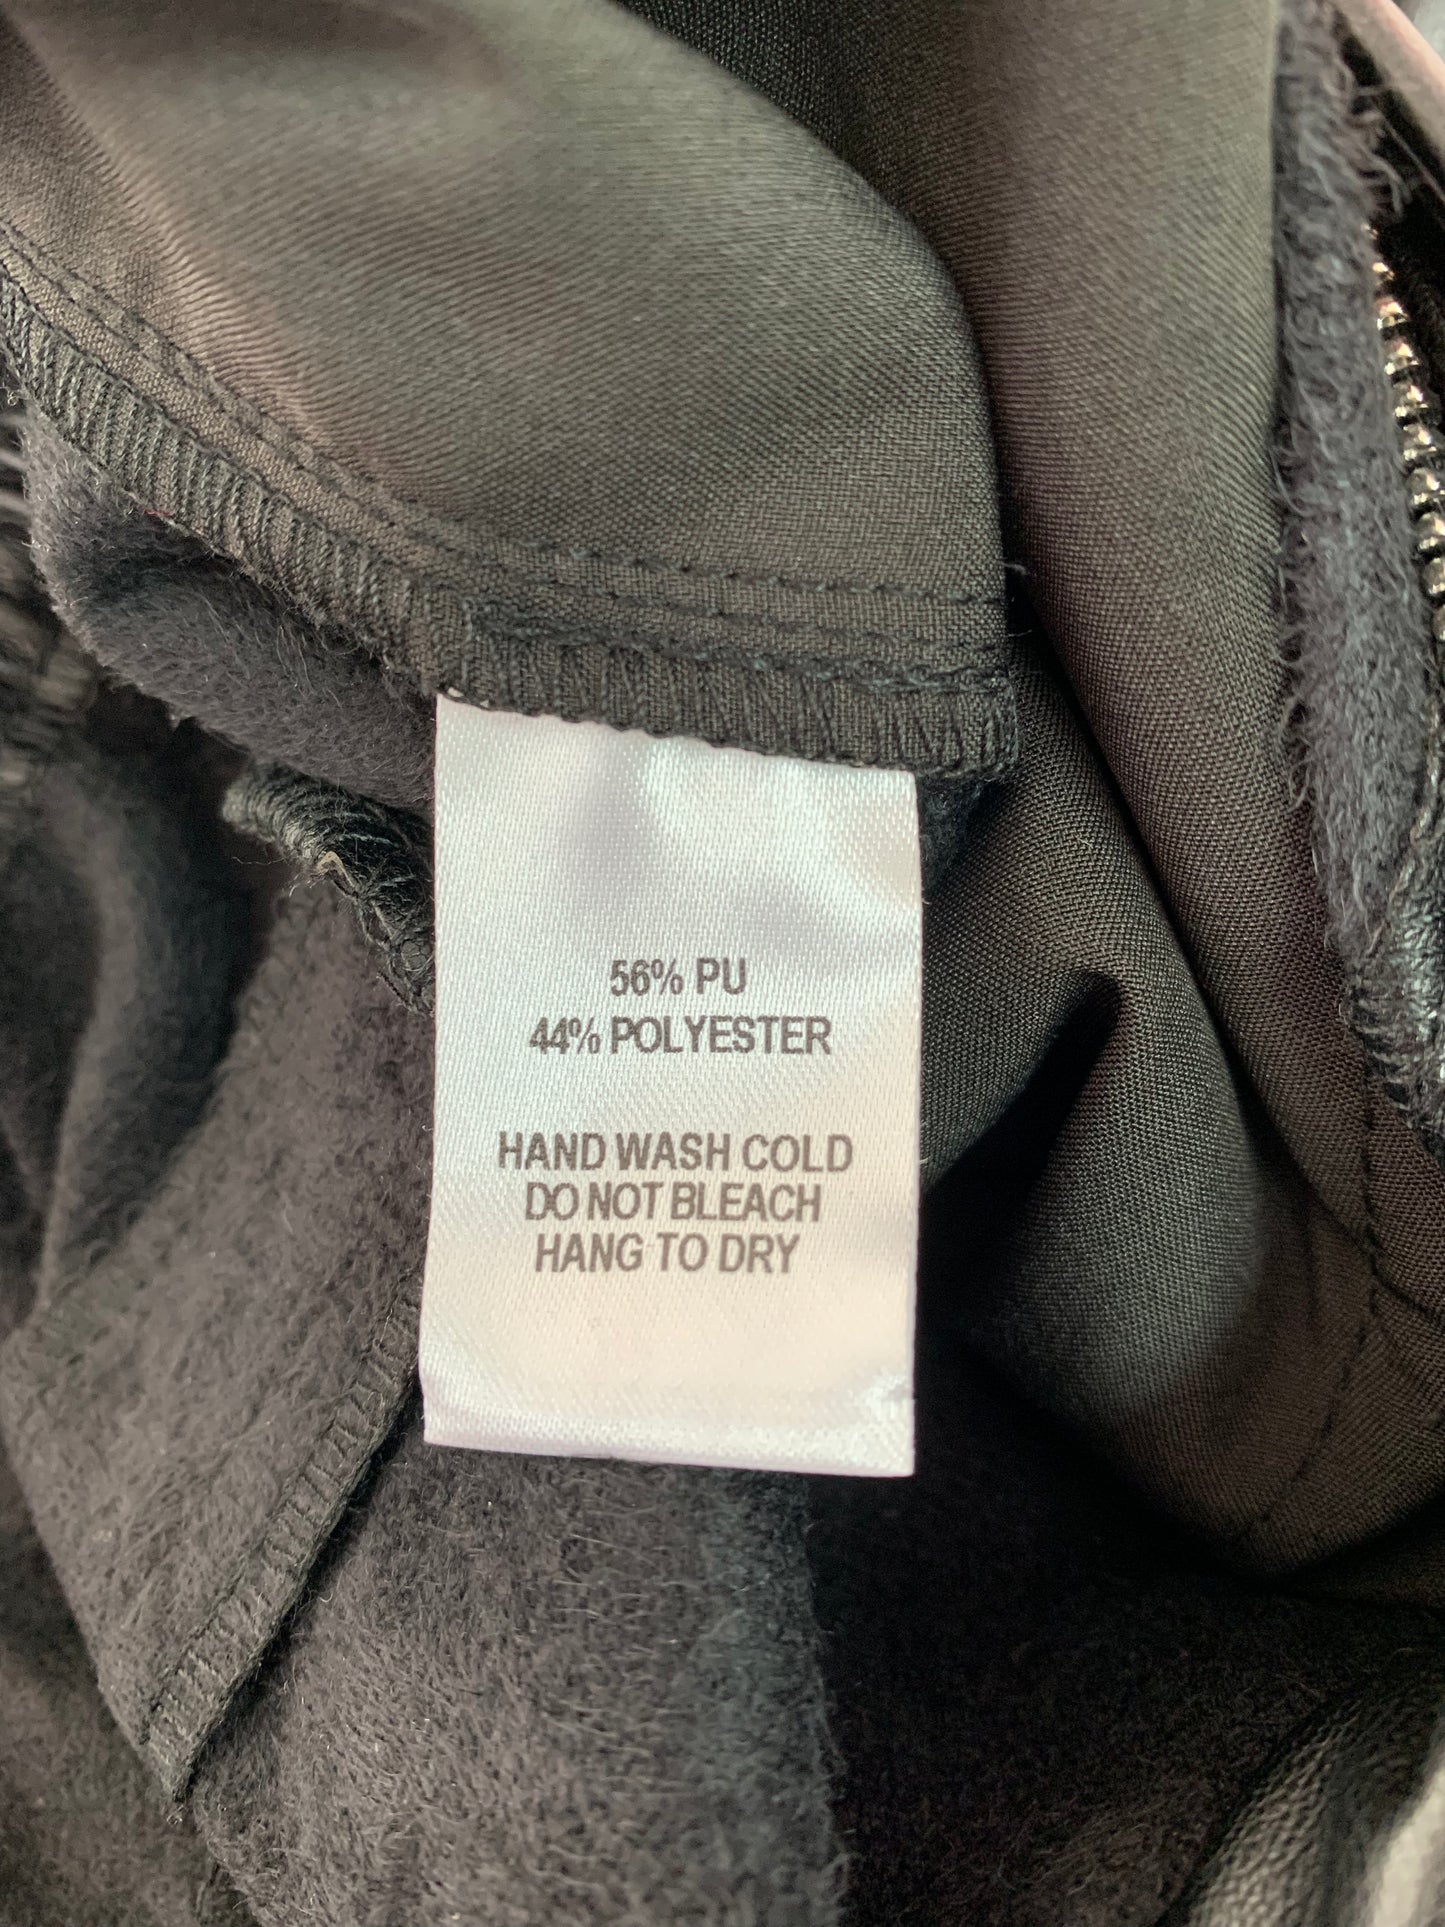 56% PU
44% POLYESTER
HAND WASH COLD
DO NOT BLEACH
HANG TO DRY